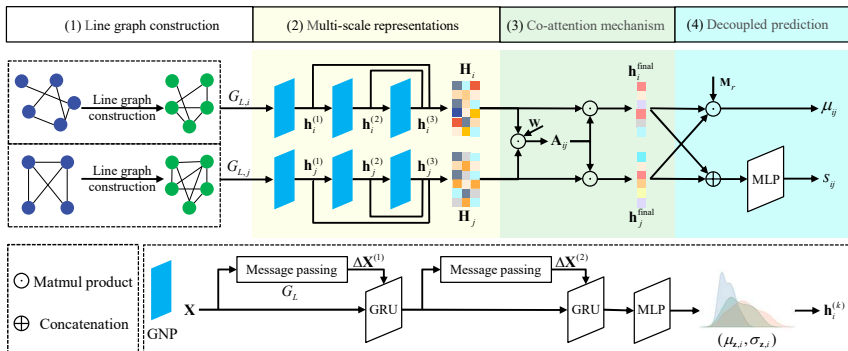 (1) Line graph construction
(2) Multi-scale representations
(3) Co-attention mechanism
(4) Decoupled prediction
Line graph
construction
G_{L,i}
h_i^{(1)}
h_i^{(2)}
h_i^{(3)}
H_i
W
A_{ij}
h_i^{final}
M_r
μ_{ij}
Line graph
construction
G_{L,j}
h_j^{(1)}
h_j^{(2)}
h_j^{(3)}
H_j
h_j^{final}
MLP
s_{ij}
Matmul product
Concatenation
GNP
X
Message passing
G_L
ΔX^{(1)}
GRU
Message passing
ΔX^{(2)}
GRU
MLP
(μ_{z,i}, σ_{z,i})
h_i^{(k)}